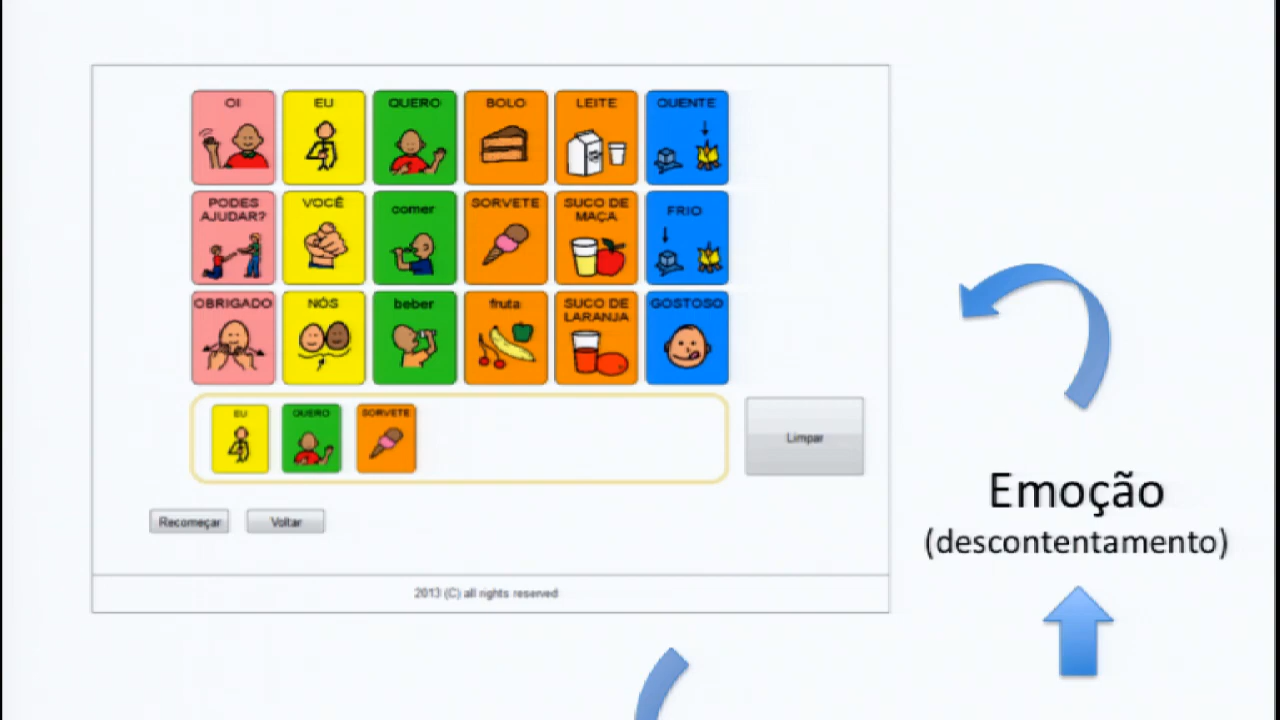 OI EU QUERO BOLO LEITE QUENTE
PODES AJUDAR? VOCÊ comer SORVETE SUCO DE MAÇA FRIO
OBRIGADO NÓS beber fruta SUCO DE LARANJA GOSTOSO
EU QUERO SORVETE
Limpar
Recomeçar Voltar
2013 (C) all rights reserved
Emoção
(descontentamento)